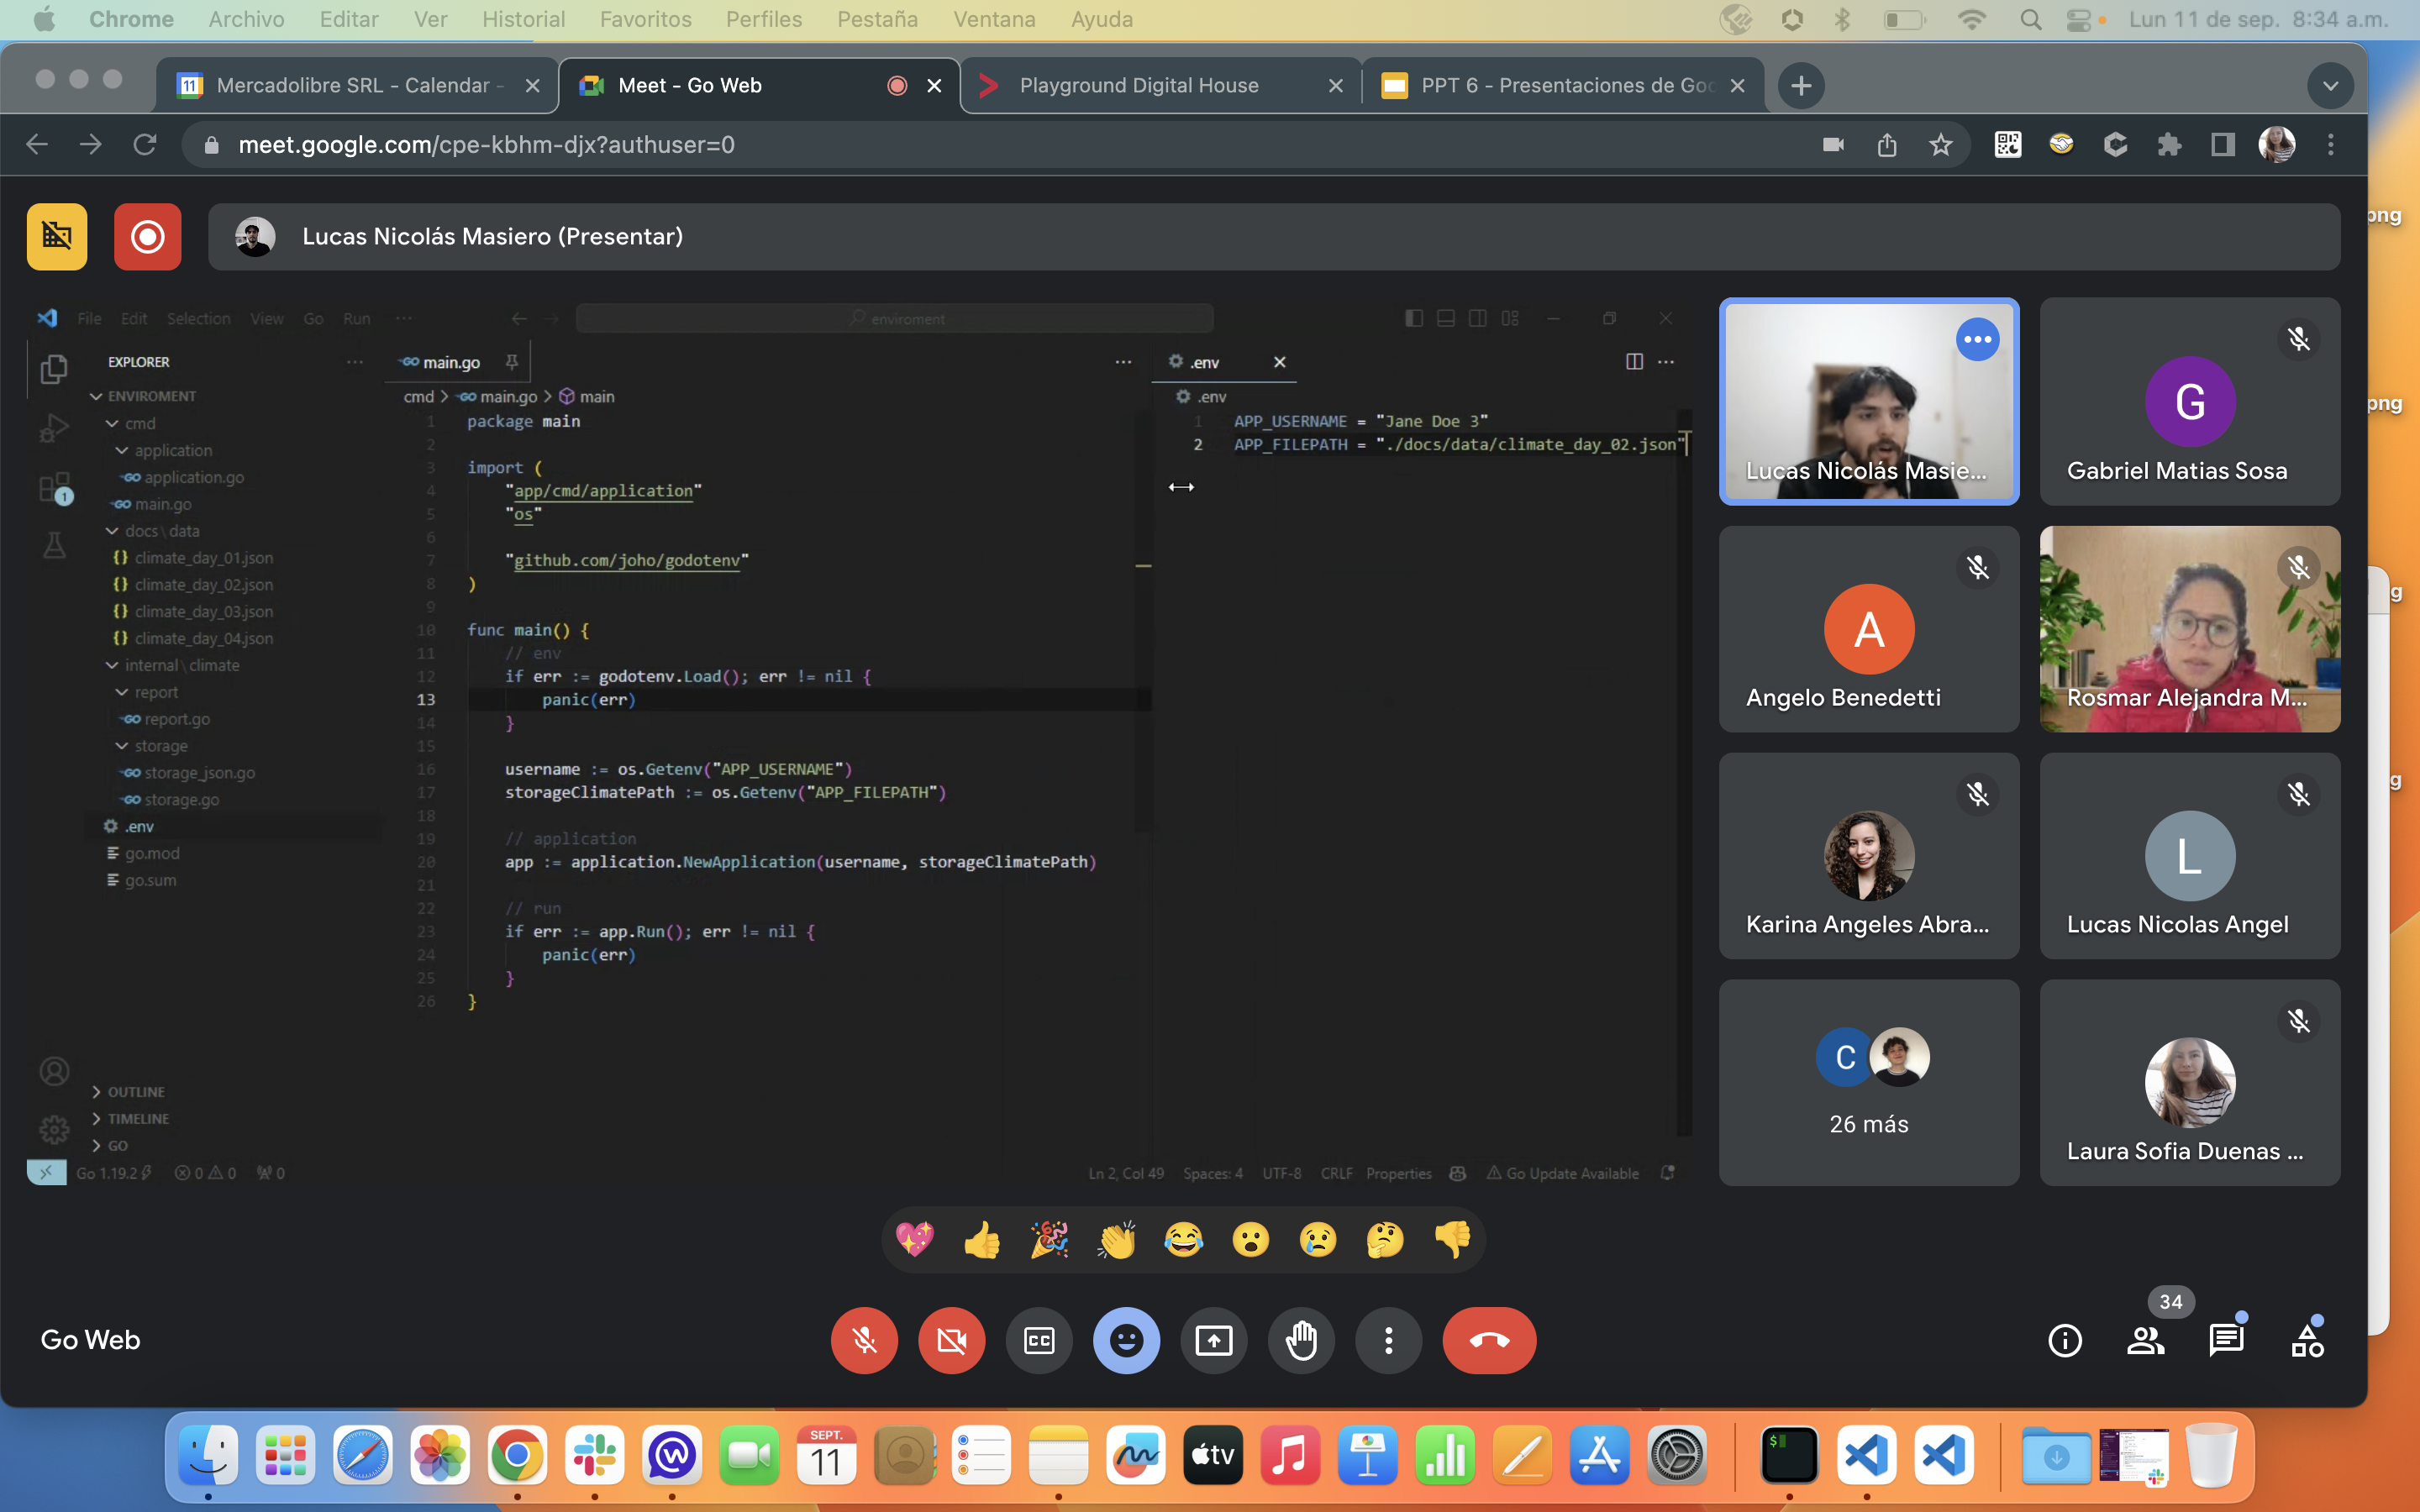 Chrome Archivo Editar Ver Historial Favoritos Perfiles Pestaña Ventana Ayuda Lun 11 de sep. 8:34 a.m.
11 Mercadolibre SRL - Calendar - Meet - Go Web Playground Digital House PPT 6 - Presentaciones de Goo
meet.google.com/cpe-kbhm-djx?authuser=0
Lucas Nicolás Masiero (Presentar)
png
png
g
g
File Edit Selection View Go Run ··· enviroment
EXPLORER
ENVIROMENT
cmd
application
application.go
main.go
docs \ data
climate_day_01.json
climate_day_02.json
climate_day_03.json
climate_day_04.json
internal \ climate
report
report.go
storage
storage_json.go
storage.go
.env
go.mod
go.sum
OUTLINE
TIMELINE
GO
1
main.go
cmd > main.go > main
1 package main
2
3 import (
4 "app/cmd/application"
5 "os"
6
7 "github.com/joho/godotenv"
8 )
9
10 func main() {
11 // env
12 if err := godotenv.Load(); err != nil {
13 panic(err)
14 }
15
16 username := os.Getenv("APP_USERNAME")
17 storageClimatePath := os.Getenv("APP_FILEPATH")
18
19 // application
20 app := application.NewApplication(username, storageClimatePath)
21
22 // run
23 if err := app.Run(); err != nil {
24 panic(err)
25 }
26 }
.env
.env
1 APP_USERNAME = "Jane Doe 3"
2 APP_FILEPATH = "./docs/data/climate_day_02.json"
Go 1.19.2 0 0 0 Ln 2, Col 49 Spaces: 4 UTF-8 CRLF Properties Go Update Available
Lucas Nicolás Masie...
G
Gabriel Matias Sosa
A
Angelo Benedetti
Rosmar Alejandra M...
Karina Angeles Abra...
L
Lucas Nicolas Angel
C
26 más
Laura Sofia Duenas ...
Go Web
CC
34
SEPT.
11
tv
$